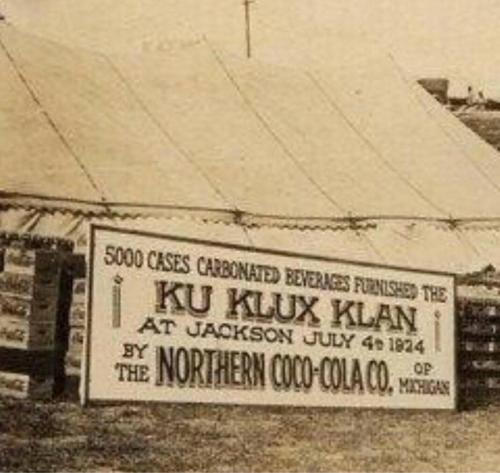 5000 CASES CARBONATED BEVERAGES FURNISHED THE
KU KLUX KLAN
AT JACKSON JULY 4th 1924
BY THE NORTHERN COCO-COLA CO. OF MICHIGAN